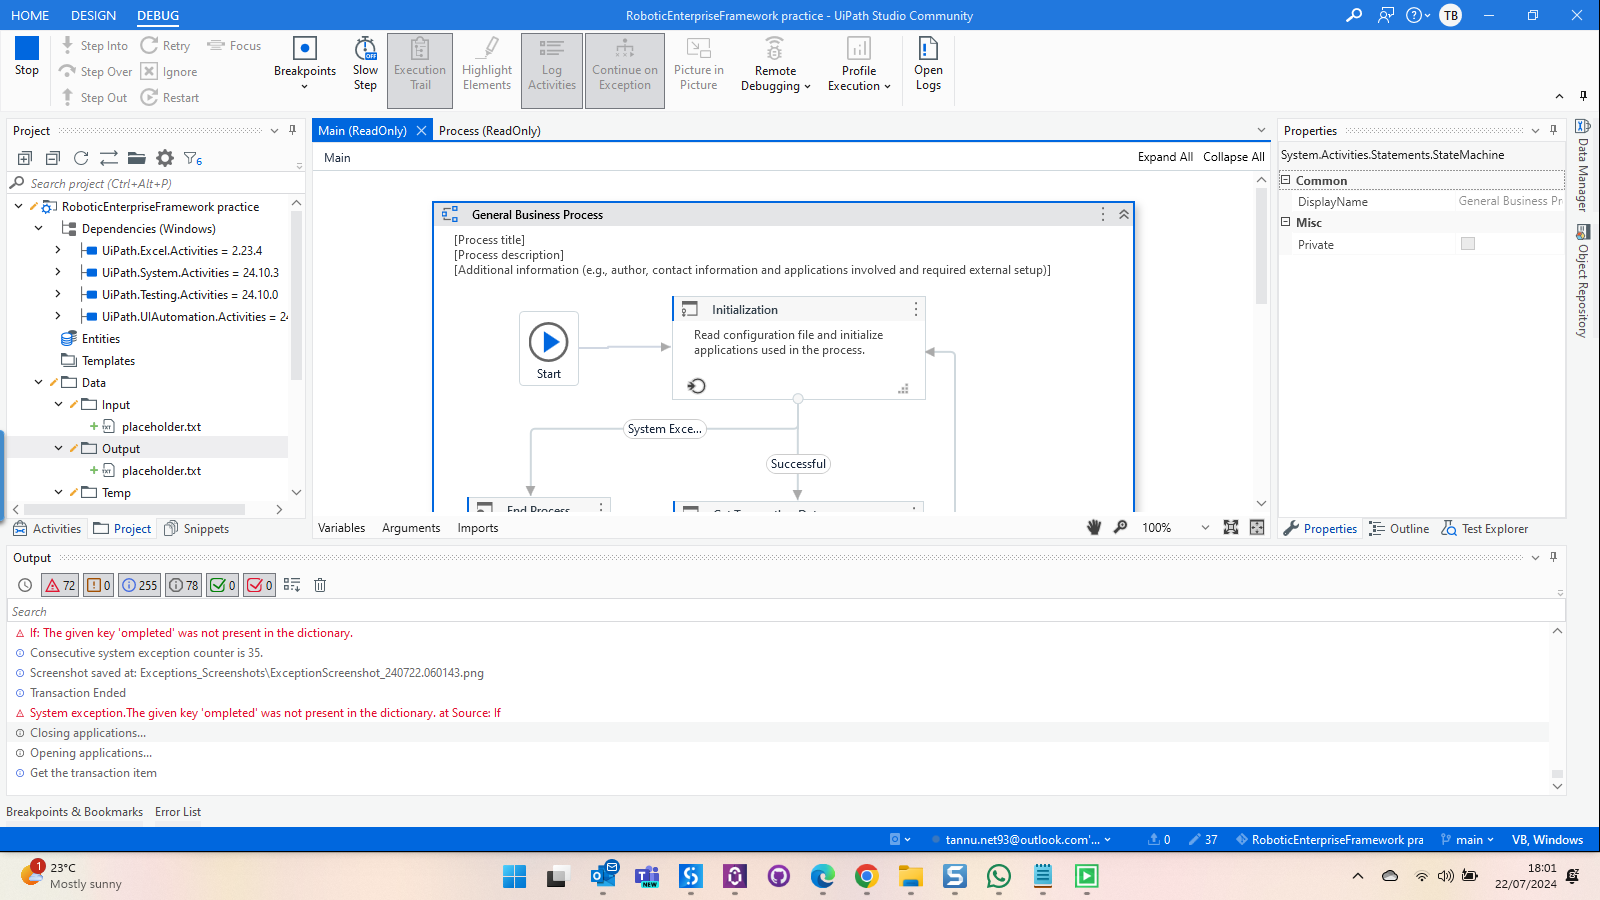 HOME DESIGN DEBUG
RoboticEnterpriseFramework practice - UiPath Studio Community
TB
Stop
Step Into
Step Over
Step Out
Retry
Ignore
Restart
Focus
Breakpoints
Slow Step
Execution Trail
Highlight Elements
Log Activities
Continue on Exception
Picture in Picture
Remote Debugging
Profile Execution
Open Logs
Project
6
Search project (Ctrl+Alt+P)
RoboticEnterpriseFramework practice
Dependencies (Windows)
UiPath.Excel.Activities = 2.23.4
UiPath.System.Activities = 24.10.3
UiPath.Testing.Activities = 24.10.0
UiPath.UIAutomation.Activities = 24
Entities
Templates
Data
Input
placeholder.txt
Output
placeholder.txt
Temp
Activities Project Snippets
Main (ReadOnly) Process (ReadOnly)
Main
Expand All Collapse All
General Business Process
[Process title]
[Process description]
[Additional information (e.g., author, contact information and applications involved and required external setup)]
Start
Initialization
Read configuration file and initialize
applications used in the process.
System Exce...
Successful
End Process
Get Transaction Data
Variables Arguments Imports
100%
Properties
System.Activities.Statements.StateMachine
Common
DisplayName General Business Pr
Misc
Private
Properties Outline Test Explorer
Data Manager
Object Repository
Output
72 0 255 78 0 0
Search
If: The given key 'ompleted' was not present in the dictionary.
Consecutive system exception counter is 35.
Screenshot saved at: Exceptions_Screenshots\ExceptionScreenshot_240722.060143.png
Transaction Ended
System exception.The given key 'ompleted' was not present in the dictionary. at Source: If
Closing applications...
Opening applications...
Get the transaction item
Breakpoints & Bookmarks Error List
tannu.net93@outlook.com'... 0 37 RoboticEnterpriseFramework pra main VB, Windows
1
23°C
Mostly sunny
NEW
18:01
22/07/2024